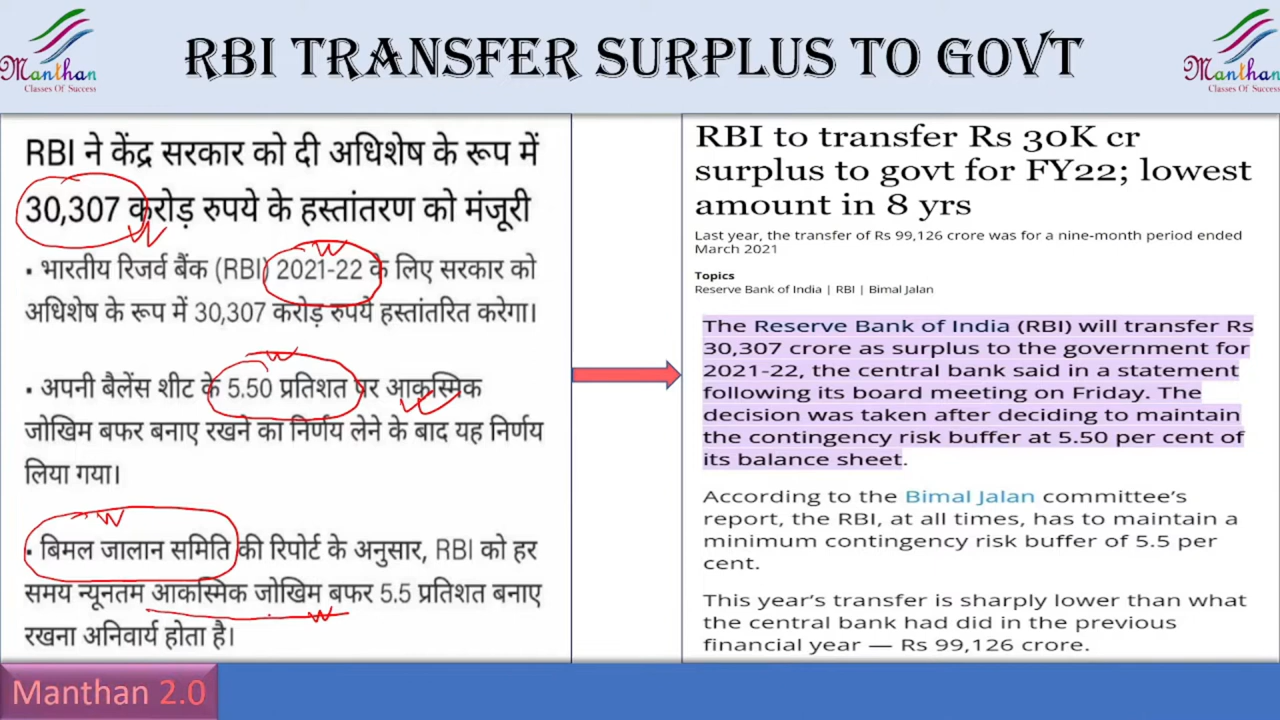 Manthan
Classes Of Success
RBI TRANSFER SURPLUS TO GOVT
Manthan
Classes Of Success
RBI ने केंद्र सरकार को दी अधिशेष के रूप में
30,307 करोड़ रुपये के हस्तांतरण को मंजूरी
▪ भारतीय रिजर्व बैंक (RBI) 2021-22 के लिए सरकार को
अधिशेष के रूप में 30,307 करोड़ रुपये हस्तांतरित करेगा।
▪ अपनी बैलेंस शीट के 5.50 प्रतिशत पर आकस्मिक
जोखिम बफर बनाए रखने का निर्णय लेने के बाद यह निर्णय
लिया गया।
▪ बिमल जालान समिति की रिपोर्ट के अनुसार, RBI को हर
समय न्यूनतम आकस्मिक जोखिम बफर 5.5 प्रतिशत बनाए
रखना अनिवार्य होता है।
RBI to transfer Rs 30K cr
surplus to govt for FY22; lowest
amount in 8 yrs
Last year, the transfer of Rs 99,126 crore was for a nine-month period ended
March 2021
Topics
Reserve Bank of India | RBI | Bimal Jalan
The Reserve Bank of India (RBI) will transfer Rs
30,307 crore as surplus to the government for
2021-22, the central bank said in a statement
following its board meeting on Friday. The
decision was taken after deciding to maintain
the contingency risk buffer at 5.50 per cent of
its balance sheet.
According to the Bimal Jalan committee's
report, the RBI, at all times, has to maintain a
minimum contingency risk buffer of 5.5 per
cent.
This year's transfer is sharply lower than what
the central bank had did in the previous
financial year — Rs 99,126 crore.
Manthan 2.0